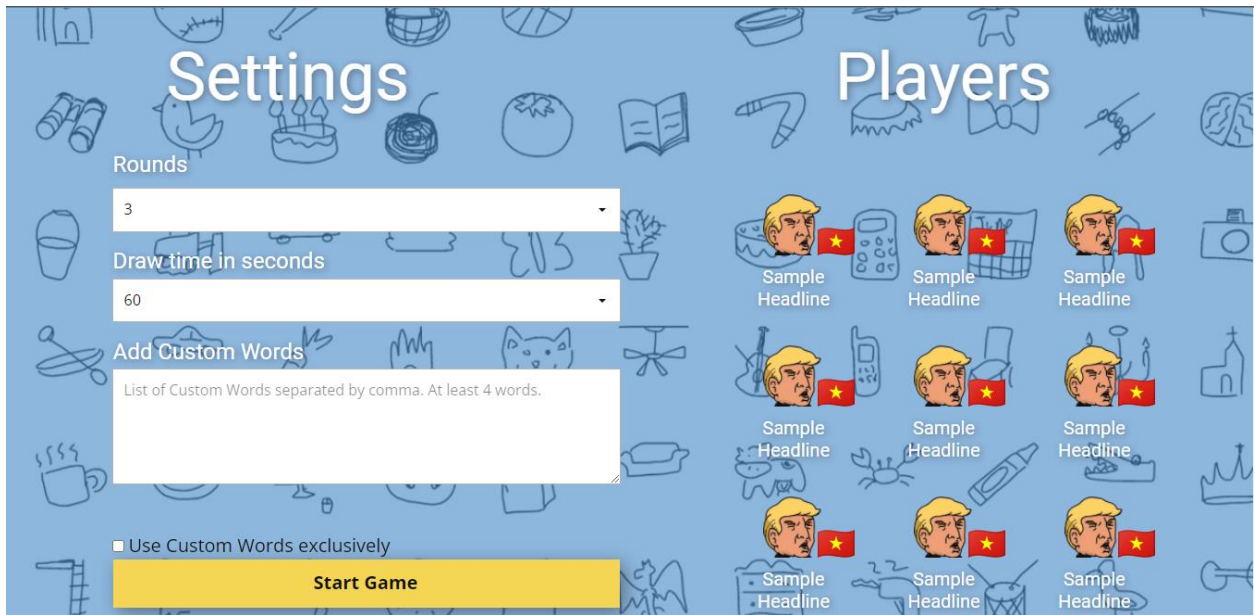 Settings
Rounds
3
Draw time in seconds
60
Add Custom Words
List of Custom Words separated by comma. At least 4 words.
Use Custom Words exclusively
Start Game
Players
Sample
Headline
Sample
Headline
Sample
Headline
Sample
Headline
Sample
Headline
Sample
Headline
Sample
Headline
Sample
Headline
Sample
Headline